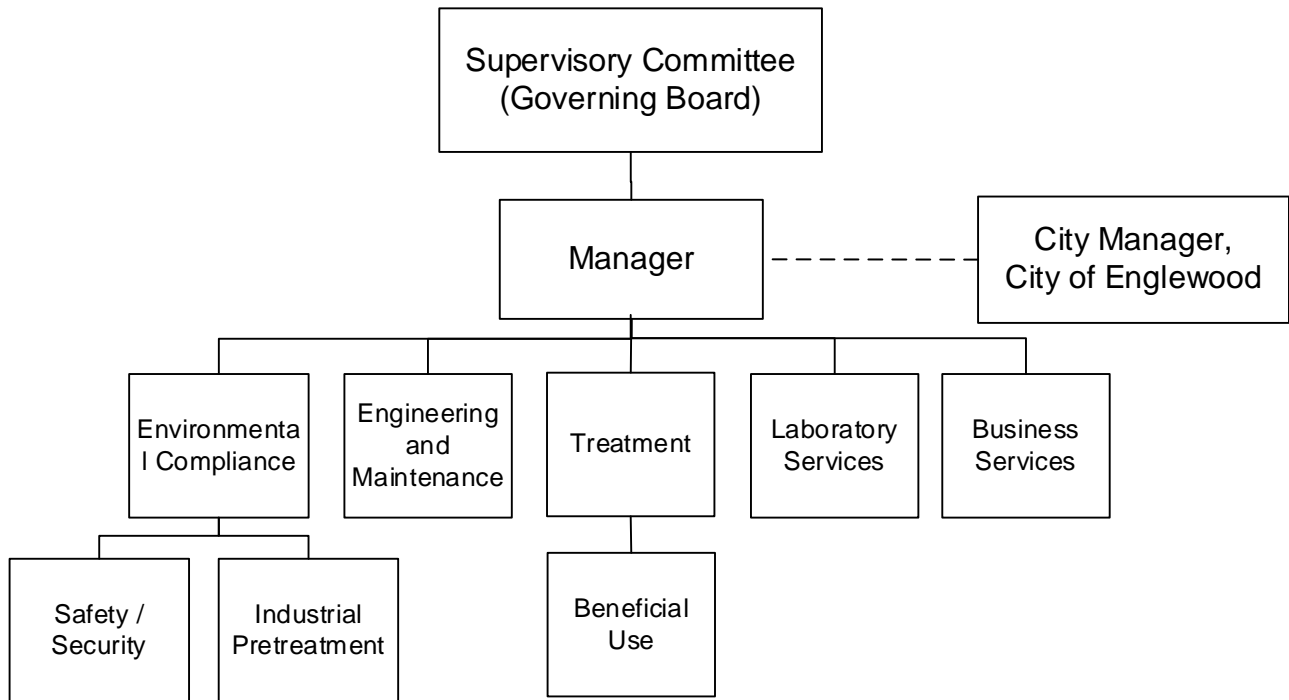 Supervisory Committee
(Governing Board)
Manager
City Manager,
City of Englewood
Environmenta
l Compliance
Engineering
and
Maintenance
Treatment
Laboratory
Services
Business
Services
Safety /
Security
Industrial
Pretreatment
Beneficial
Use